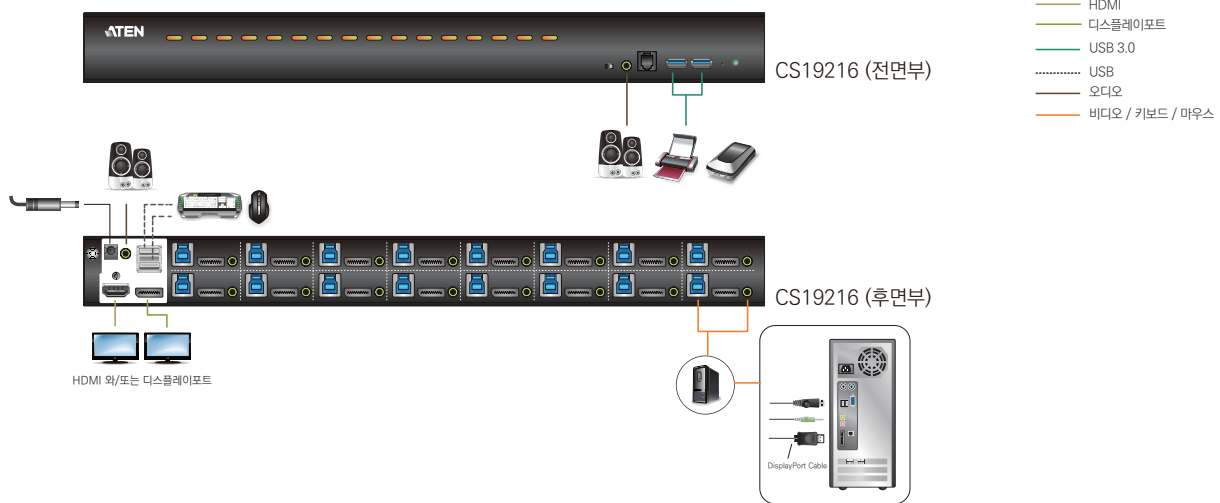 ATEN
CS19216 (전면부)
HDMI
디스플레이포트
USB 3.0
USB
오디오
비디오 / 키보드 / 마우스
CS19216 (후면부)
HDMI 와/또는 디스플레이포트
DisplayPort Cable